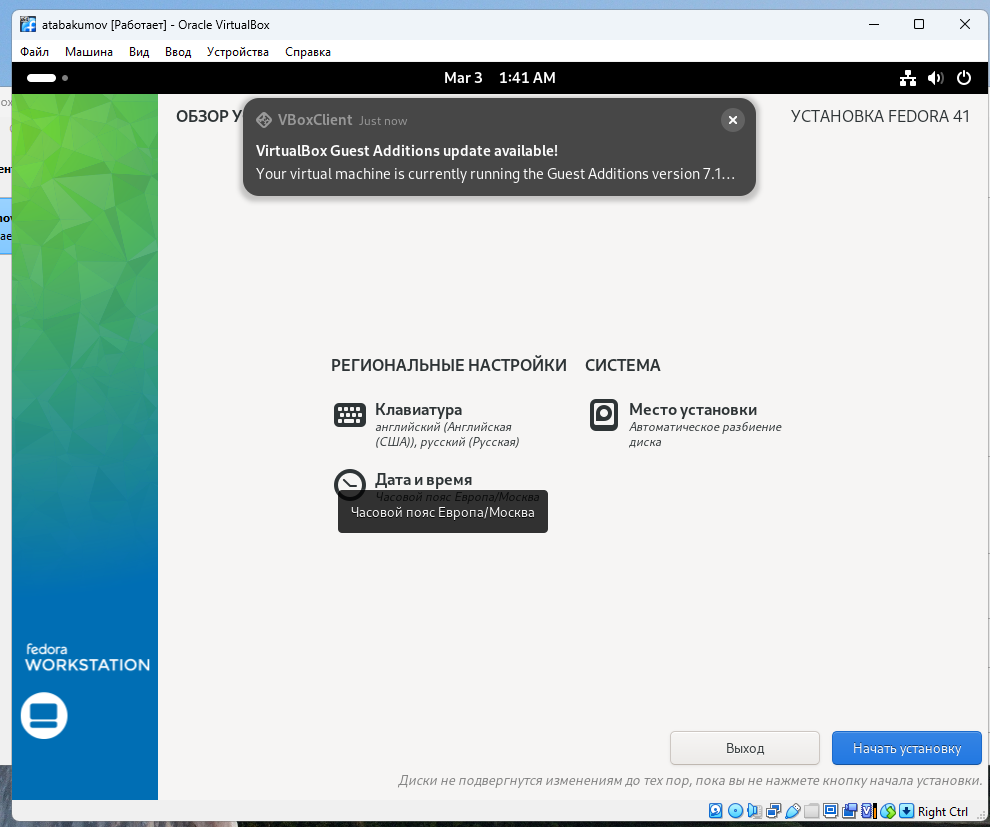 atabakumov [Работает] - Oracle VirtualBox
Файл Машина Вид Ввод Устройства Справка
Mar 3 1:41 AM
ОБЗОР У
УСТАНОВКА FEDORA 41
VBoxClient Just now
VirtualBox Guest Additions update available!
Your virtual machine is currently running the Guest Additions version 7.1...
РЕГИОНАЛЬНЫЕ НАСТРОЙКИ
Клавиатура
английский (Английская
(США)), русский (Русская)
Дата и время
Часовой пояс Европа/Москва
Часовой пояс Европа/Москва
СИСТЕМА
Место установки
Автоматическое разбиение
диска
fedora
WORKSTATION
Выход
Начать установку
Диски не подвергнутся изменениям до тех пор, пока вы не нажмете кнопку начала установки.
Right Ctrl